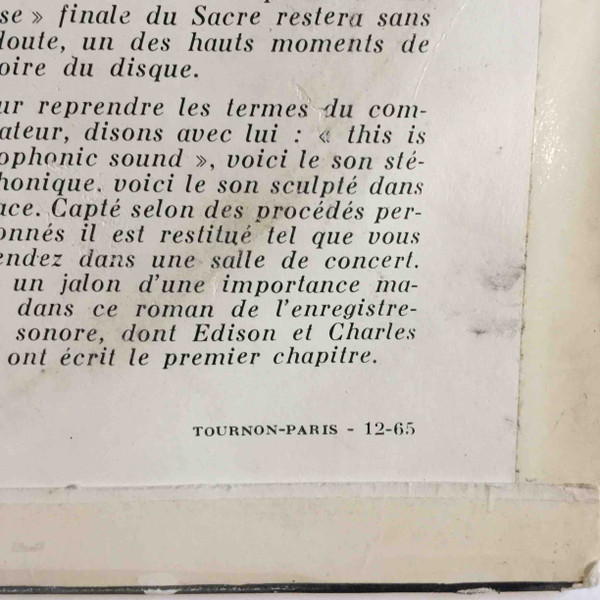 se » finale du Sacre restera sans
doute, un des hauts moments de
oire du disque.
ur reprendre les termes du com-
ateur, disons avec lui : « this is
ophonic sound », voici le son sté-
honique. voici le son sculpté dans
ace. Capté selon des procédés per-
onnés il est restitué tel que vous
endez dans une salle de concert.
un jalon d'une importance ma-
dans ce roman de l'enregistre-
sonore, dont Edison et Charles
ont écrit le premier chapitre.
TOURNON-PARIS - 12-65